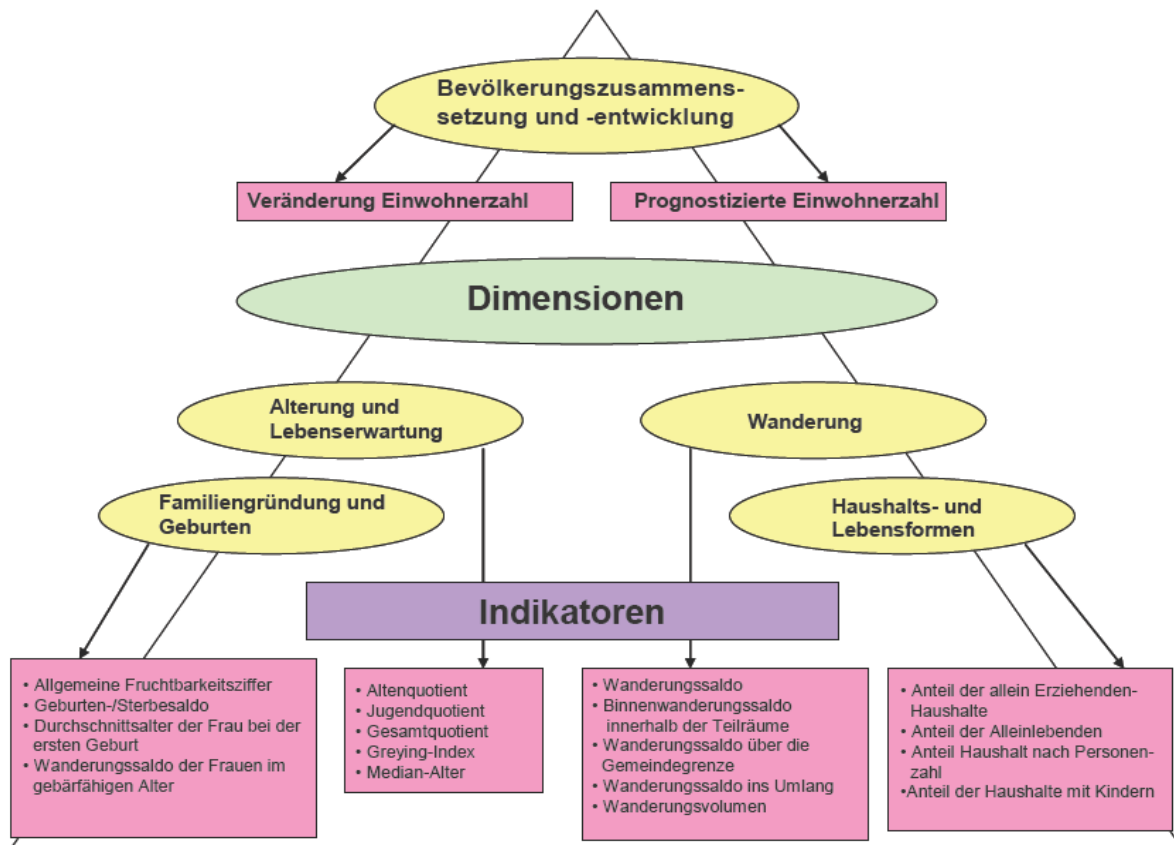 Bevölkerungszusammens-
setzung und -entwicklung
Veränderung Einwohnerzahl
Prognostizierte Einwohnerzahl
Dimensionen
Alterung und
Lebenserwartung
Wanderung
Familiengründung und
Geburten
Haushalts- und
Lebensformen
Indikatoren
• Allgemeine Fruchtbarkeitsziffer
• Geburten-/Sterbesaldo
• Durchschnittsalter der Frau bei der
ersten Geburt
• Wanderungssaldo der Frauen im
gebärfähigen Alter
• Altenquotient
• Jugendquotient
• Gesamtquotient
• Greying-Index
• Median-Alter
• Wanderungssaldo
• Binnenwanderungssaldo
innerhalb der Teilräume
• Wanderungssaldo über die
Gemeindegrenze
• Wanderungssaldo ins Umlang
• Wanderungsvolumen
• Anteil der allein Erziehenden-
Haushalte
• Anteil der Alleinlebenden
• Anteil Haushalt nach Personen-
zahl
•Anteil der Haushalte mit Kindern